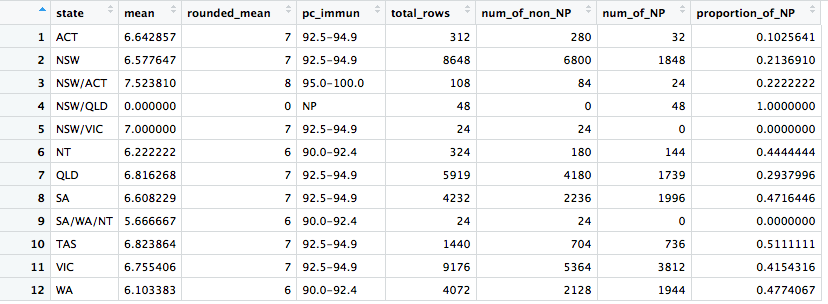 state mean rounded_mean pc_immun total_rows num_of_non_NP num_of_NP proportion_of_NP
1 ACT 6.642857 7 92.5-94.9 312 280 32 0.1025641
2 NSW 6.577647 7 92.5-94.9 8648 6800 1848 0.2136910
3 NSW/ACT 7.523810 8 95.0-100.0 108 84 24 0.2222222
4 NSW/QLD 0.000000 0 NP 48 0 48 1.0000000
5 NSW/VIC 7.000000 7 92.5-94.9 24 24 0 0.0000000
6 NT 6.222222 6 90.0-92.4 324 180 144 0.4444444
7 QLD 6.816268 7 92.5-94.9 5919 4180 1739 0.2937996
8 SA 6.608229 7 92.5-94.9 4232 2236 1996 0.4716446
9 SA/WA/NT 5.666667 6 90.0-92.4 24 24 0 0.0000000
10 TAS 6.823864 7 92.5-94.9 1440 704 736 0.5111111
11 VIC 6.755406 7 92.5-94.9 9176 5364 3812 0.4154316
12 WA 6.103383 6 90.0-92.4 4072 2128 1944 0.4774067